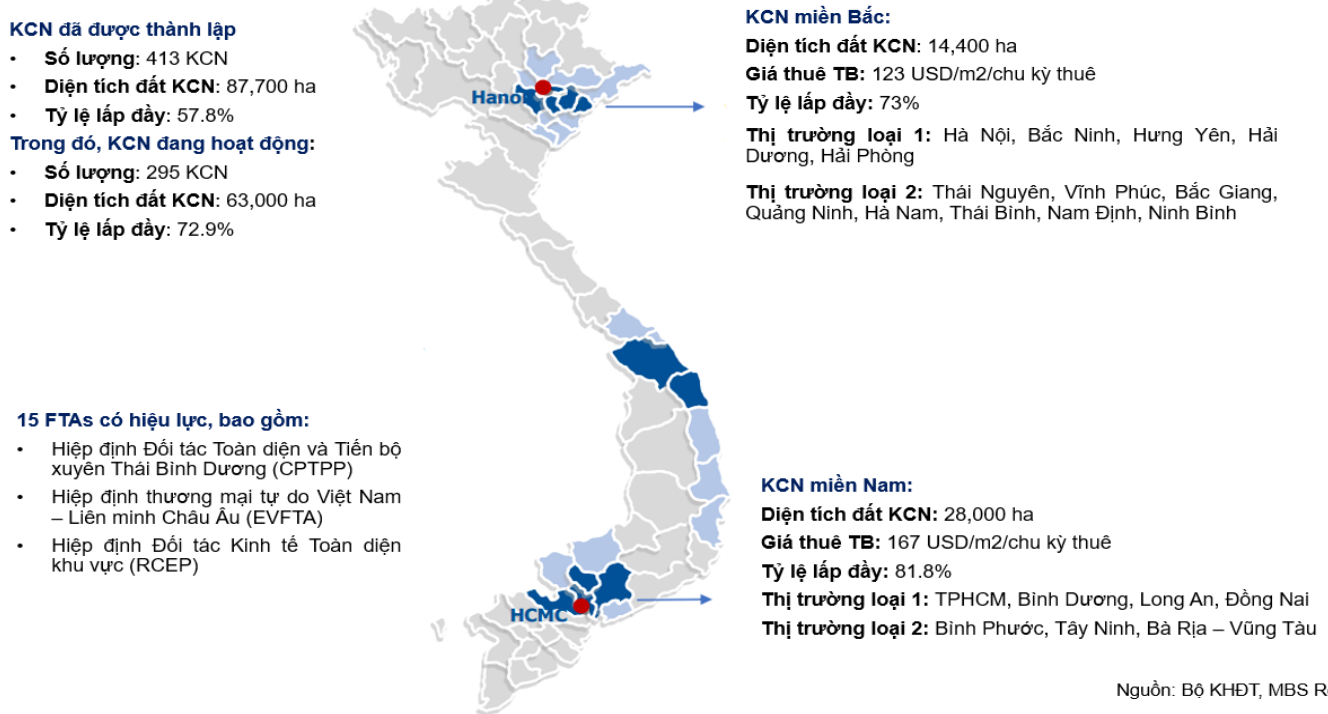 KCN đã được thành lập
• Số lượng: 413 KCN
• Diện tích đất KCN: 87,700 ha
• Tỷ lệ lấp đầy: 57.8%
Trong đó, KCN đang hoạt động:
• Số lượng: 295 KCN
• Diện tích đất KCN: 63,000 ha
• Tỷ lệ lấp đầy: 72.9%
KCN miền Bắc:
Diện tích đất KCN: 14,400 ha
Giá thuê TB: 123 USD/m2/chu kỳ thuê
Tỷ lệ lấp đầy: 73%
Thị trường loại 1: Hà Nội, Bắc Ninh, Hưng Yên, Hải
Dương, Hải Phòng
Thị trường loại 2: Thái Nguyên, Vĩnh Phúc, Bắc Giang,
Quảng Ninh, Hà Nam, Thái Bình, Nam Định, Ninh Bình
Hanoi
15 FTAs có hiệu lực, bao gồm:
• Hiệp định Đối tác Toàn diện và Tiến bộ
xuyên Thái Bình Dương (CPTPP)
• Hiệp định thương mại tự do Việt Nam
– Liên minh Châu Âu (EVFTA)
• Hiệp định Đối tác Kinh tế Toàn diện
khu vực (RCEP)
KCN miền Nam:
Diện tích đất KCN: 28,000 ha
Giá thuê TB: 167 USD/m2/chu kỳ thuê
Tỷ lệ lấp đầy: 81.8%
Thị trường loại 1: TPHCM, Bình Dương, Long An, Đồng Nai
Thị trường loại 2: Bình Phước, Tây Ninh, Bà Rịa – Vũng Tàu
HCMC
Nguồn: Bộ KHĐT, MBS